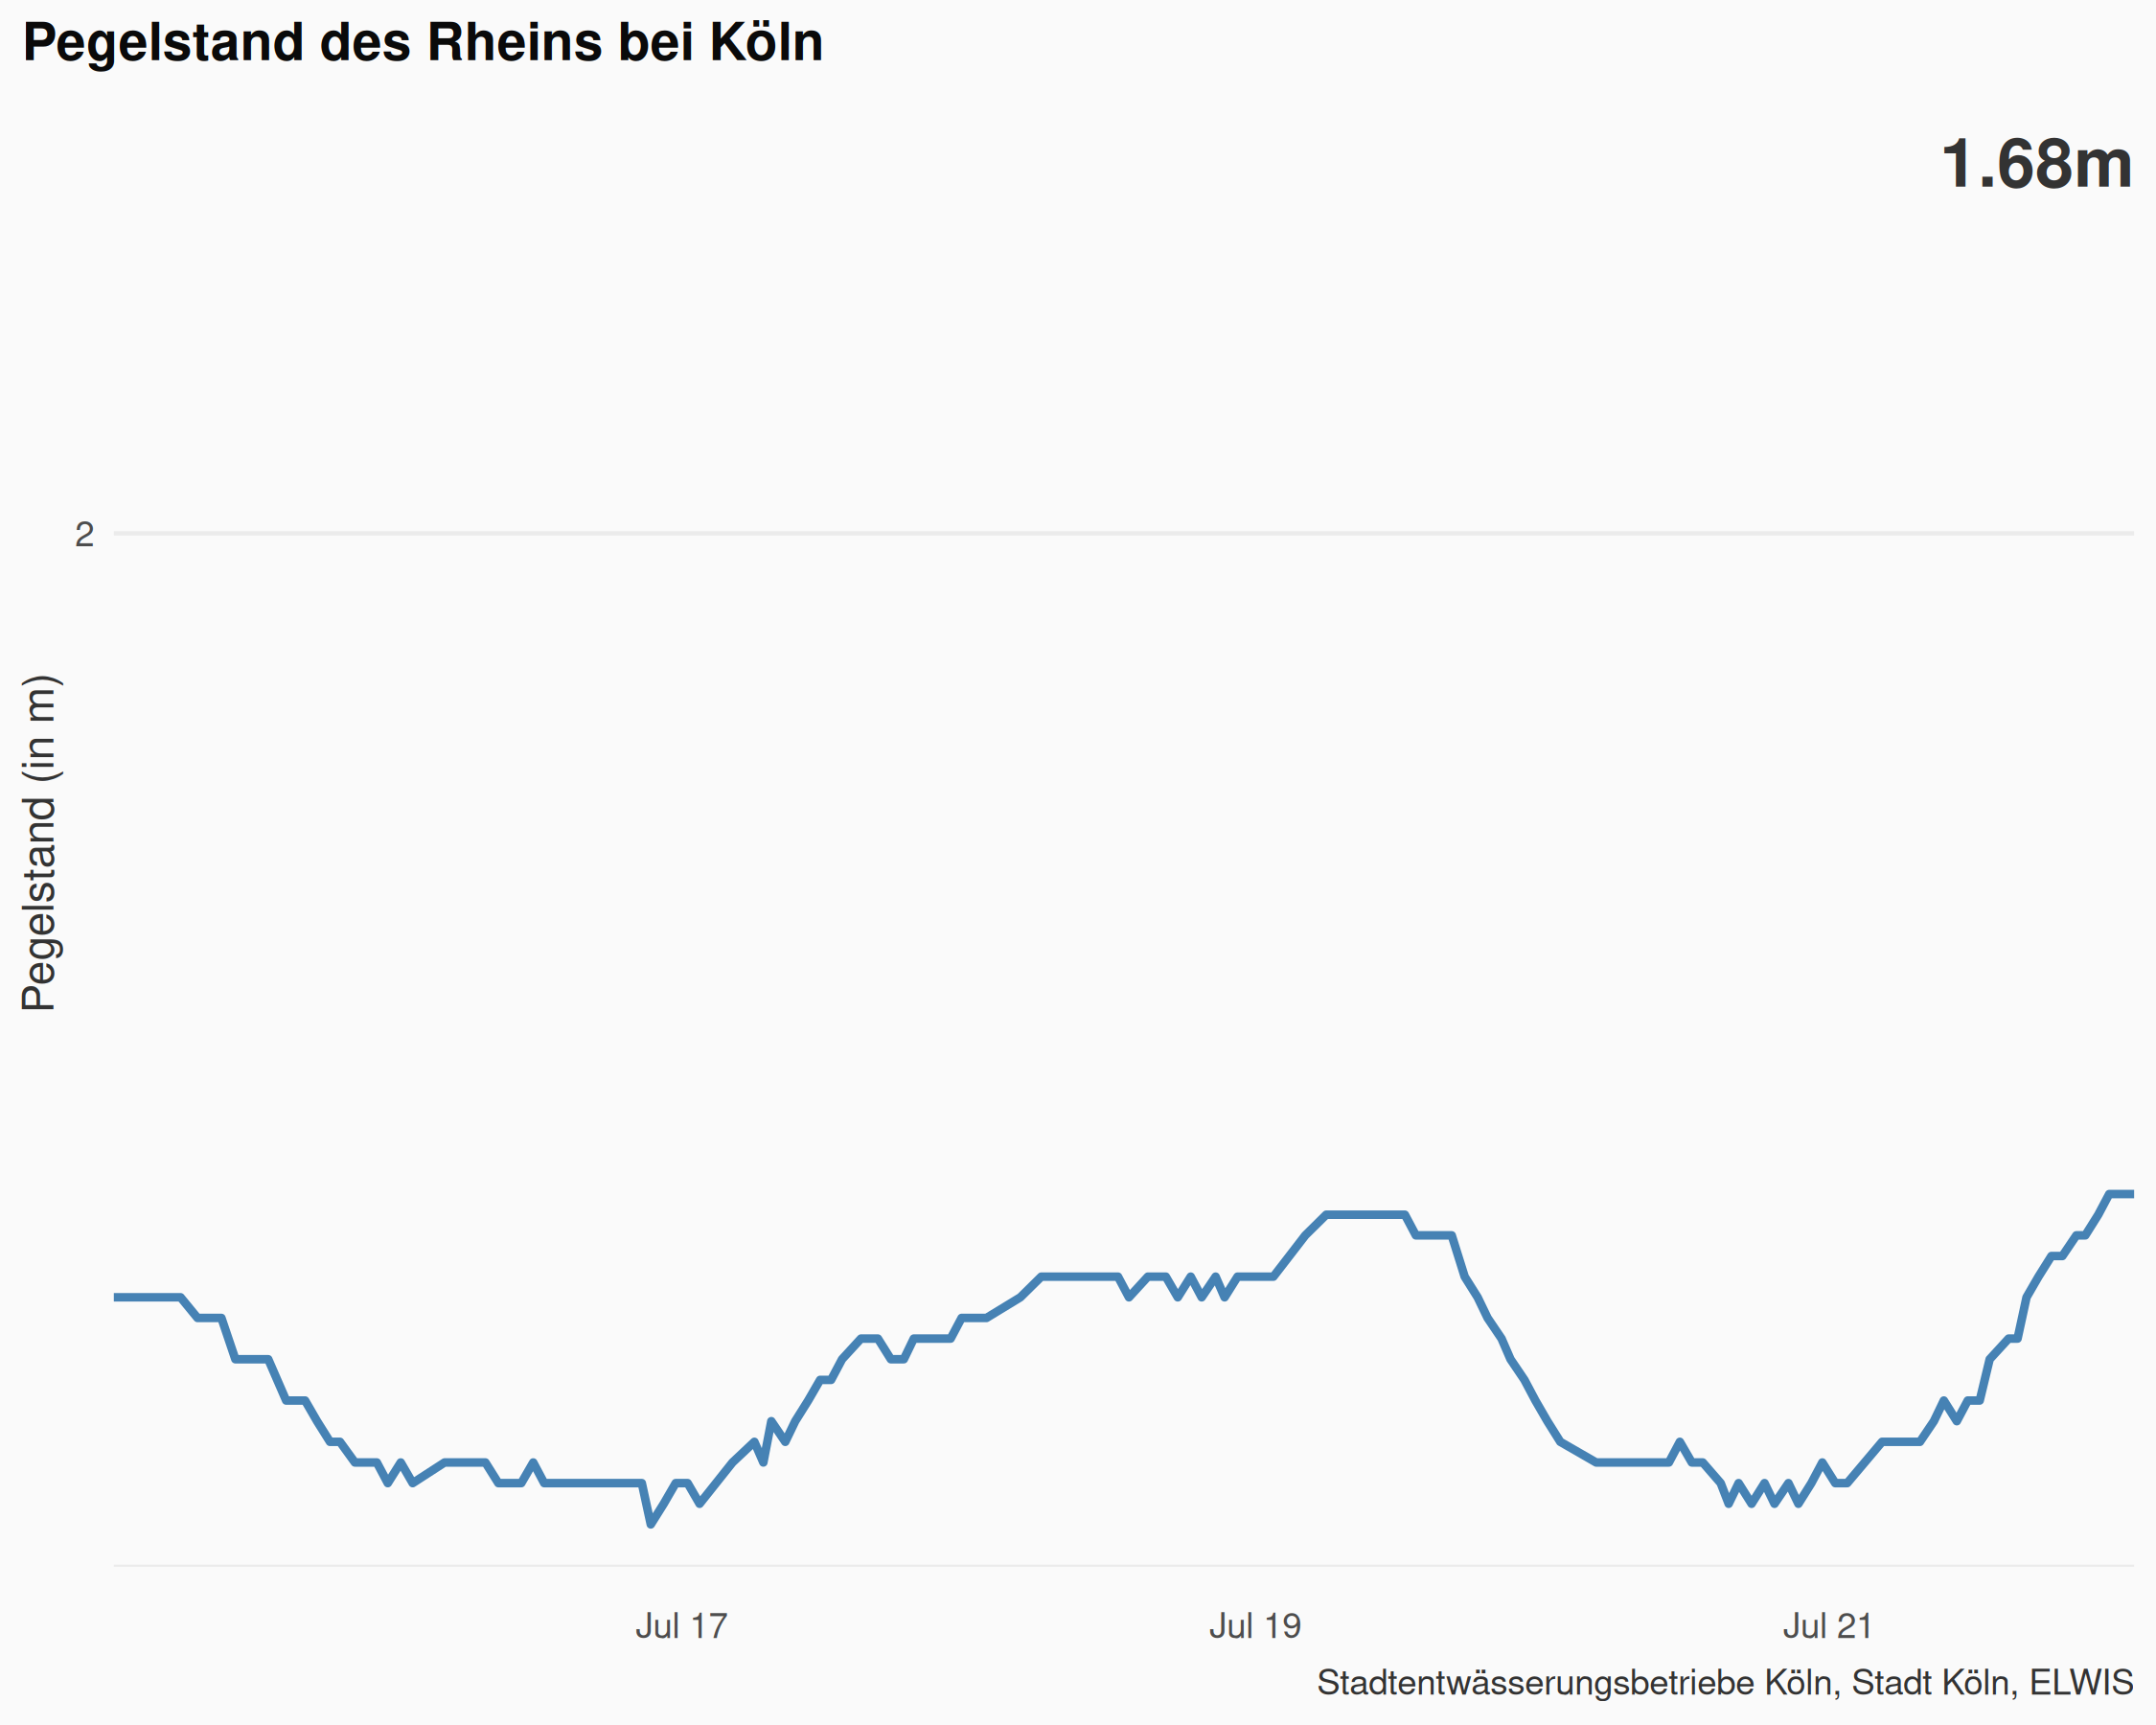 Pegelstand des Rheins bei Köln
1.68m
2
Pegelstand (in m)
Jul 17
Jul 19
Jul 21
Stadtentwässerungsbetriebe Köln, Stadt Köln, ELWIS